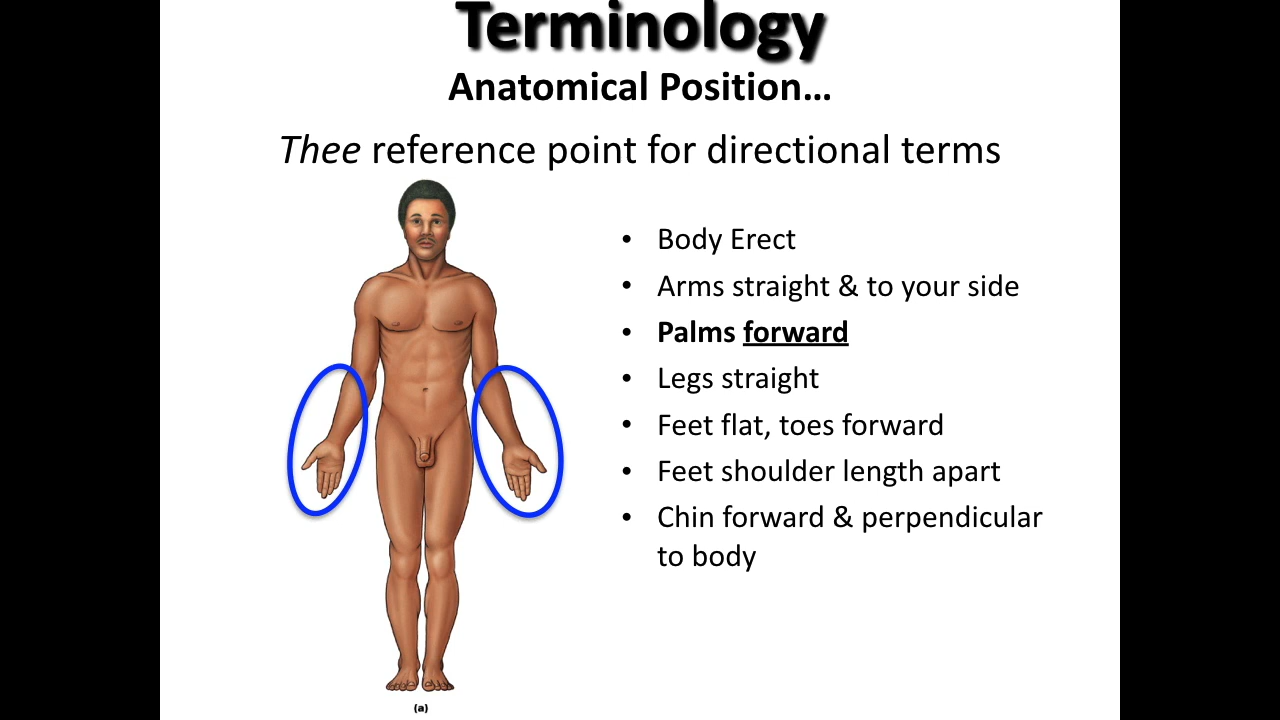 Terminology
Anatomical Position…
Thee reference point for directional terms
• Body Erect
• Arms straight & to your side
• Palms forward
• Legs straight
• Feet flat, toes forward
• Feet shoulder length apart
• Chin forward & perpendicular
to body
(a)